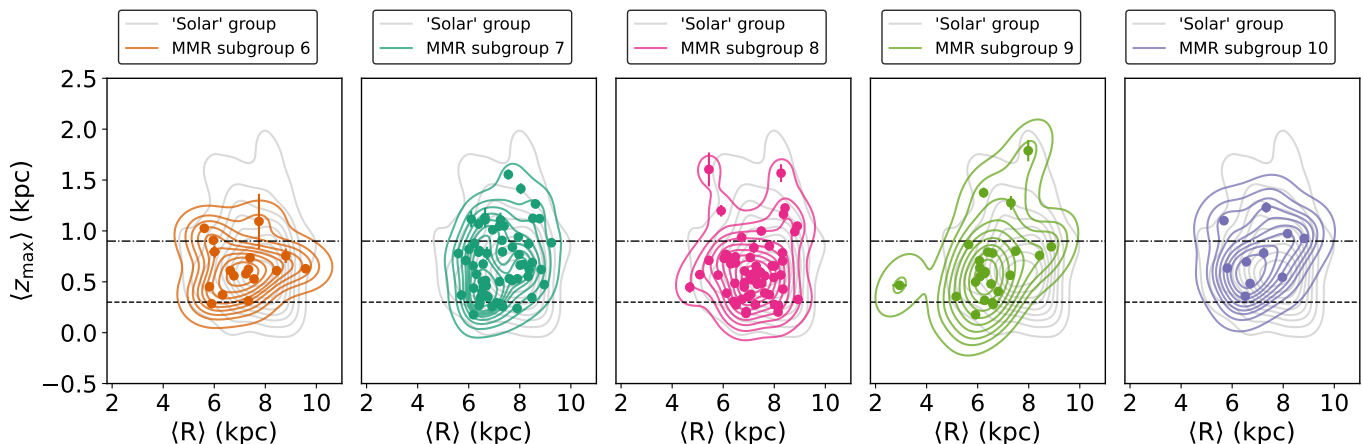 'Solar' group
MMR subgroup 6
'Solar' group
MMR subgroup 7
'Solar' group
MMR subgroup 8
'Solar' group
MMR subgroup 9
'Solar' group
MMR subgroup 10
⟨z_max⟩ (kpc)
2.5
2.0
1.5
1.0
0.5
0.0
−0.5
2 4 6 8 10
2 4 6 8 10
2 4 6 8 10
2 4 6 8 10
2 4 6 8 10
⟨R⟩ (kpc)
⟨R⟩ (kpc)
⟨R⟩ (kpc)
⟨R⟩ (kpc)
⟨R⟩ (kpc)